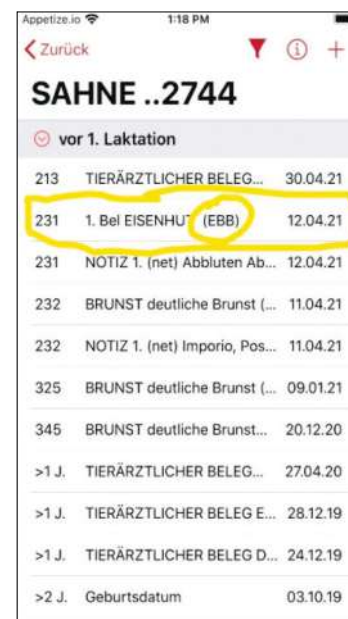 Appetize.io 1:18 PM
Zurück
SAHNE ..2744
vor 1. Laktation
213 TIERÄRZTLICHER BELEG... 30.04.21
231 1. Bel EISENHUT (EBB) 12.04.21
231 NOTIZ 1. (net) Abbluten Ab... 12.04.21
232 BRUNST deutliche Brunst (... 11.04.21
232 NOTIZ 1. (net) Imporio, Pos... 11.04.21
325 BRUNST deutliche Brunst (... 09.01.21
345 BRUNST deutliche Brunst... 20.12.20
>1 J. TIERÄRZTLICHER BELEG... 27.04.20
>1 J. TIERÄRZTLICHER BELEG E... 28.12.19
>1 J. TIERÄRZTLICHER BELEG D... 24.12.19
>2 J. Geburtsdatum 03.10.19